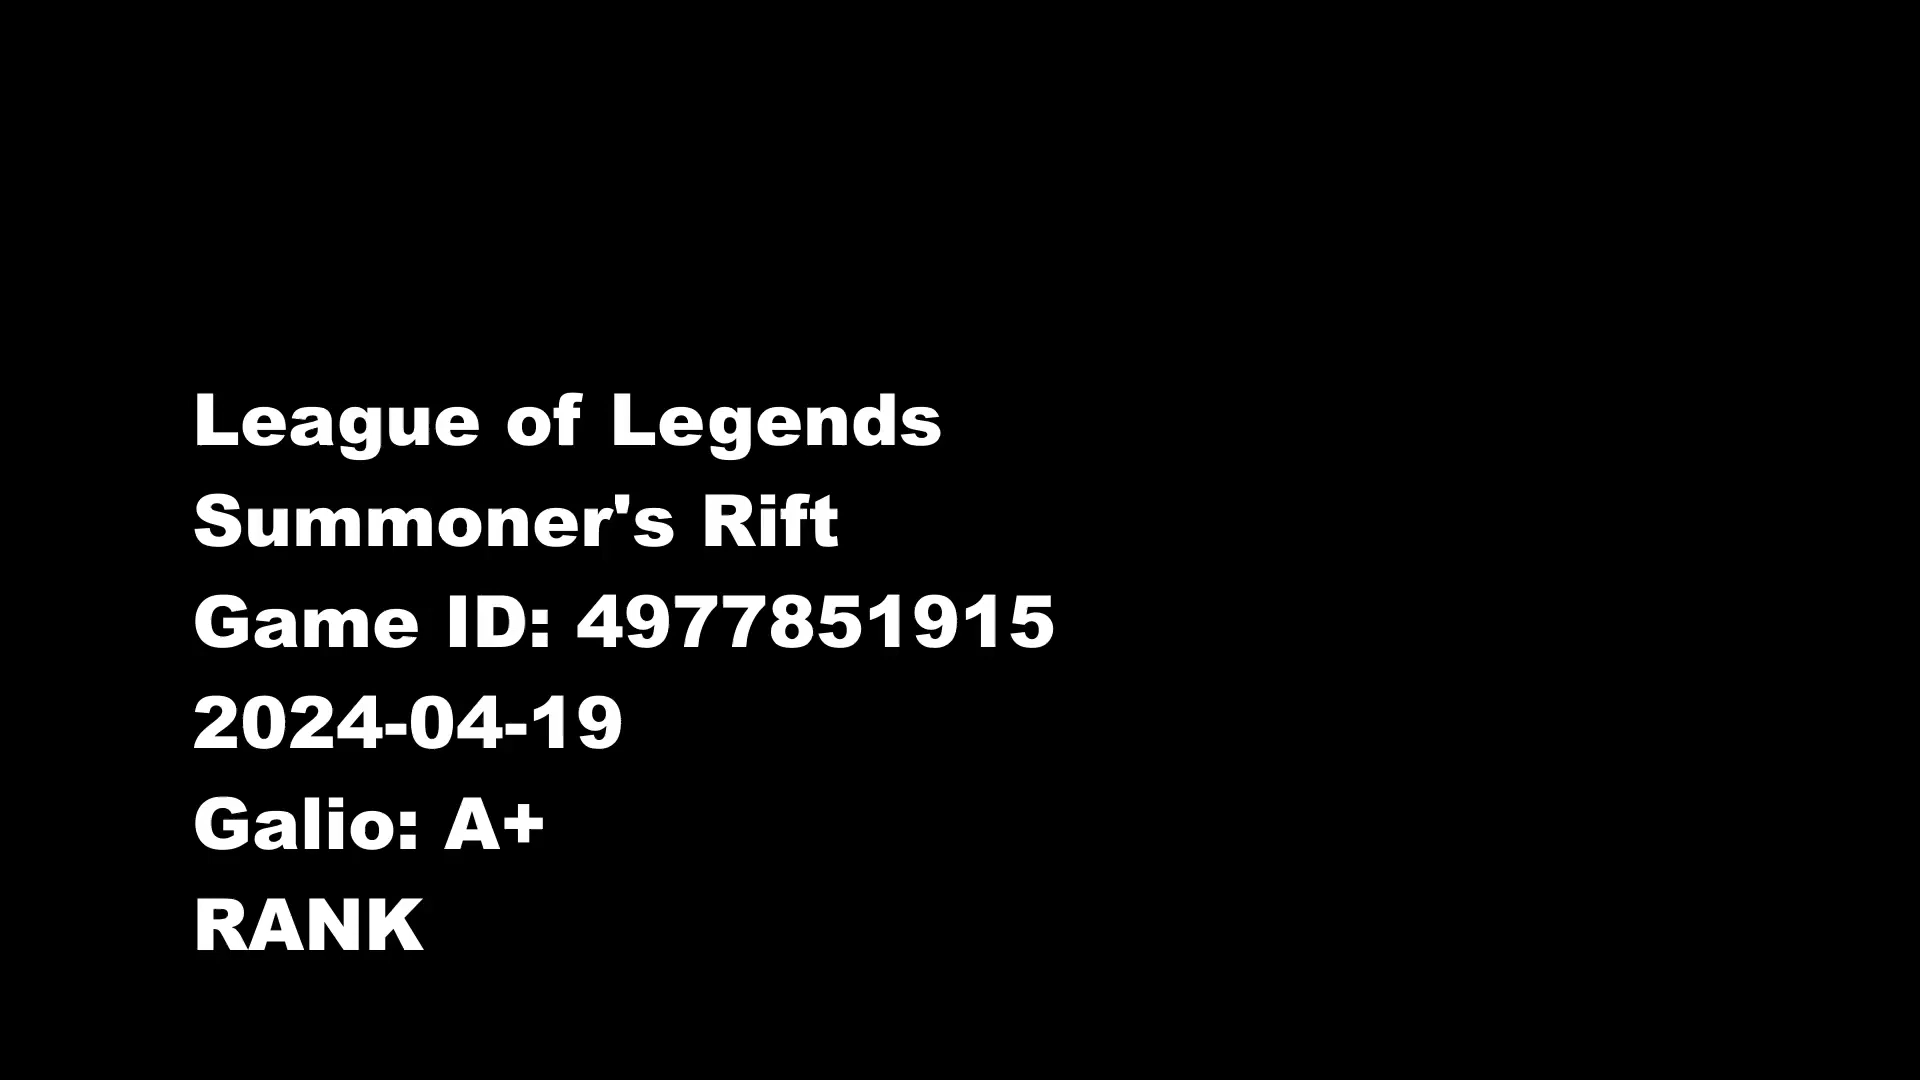 League of Legends
Summoner's Rift
Game ID: 4977851915
2024-04-19
Galio: A+
RANK